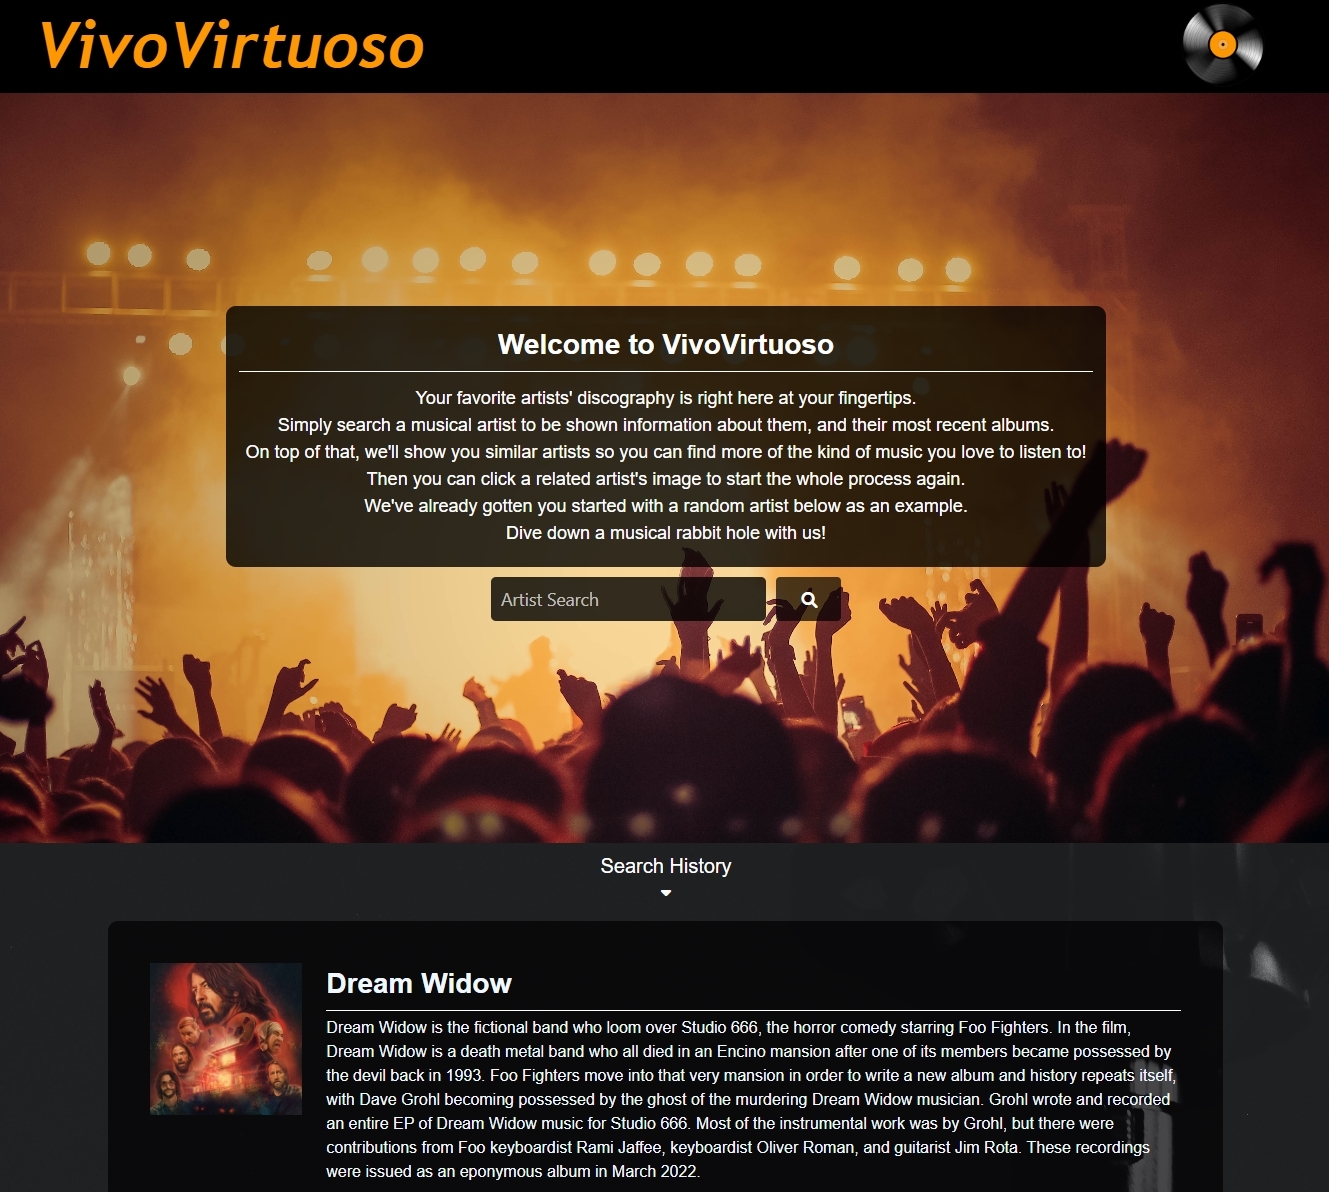 VivoVirtuoso
Welcome to VivoVirtuoso
Your favorite artists' discography is right here at your fingertips.
Simply search a musical artist to be shown information about them, and their most recent albums.
On top of that, we'll show you similar artists so you can find more of the kind of music you love to listen to!
Then you can click a related artist's image to start the whole process again.
We've already gotten you started with a random artist below as an example.
Dive down a musical rabbit hole with us!
Artist Search
Search History
Dream Widow
Dream Widow is the fictional band who loom over Studio 666, the horror comedy starring Foo Fighters. In the film,
Dream Widow is a death metal band who all died in an Encino mansion after one of its members became possessed by
the devil back in 1993. Foo Fighters move into that very mansion in order to write a new album and history repeats itself,
with Dave Grohl becoming possessed by the ghost of the murdering Dream Widow musician. Grohl wrote and recorded
an entire EP of Dream Widow music for Studio 666. Most of the instrumental work was by Grohl, but there were
contributions from Foo keyboardist Rami Jaffee, keyboardist Oliver Roman, and guitarist Jim Rota. These recordings
were issued as an eponymous album in March 2022.